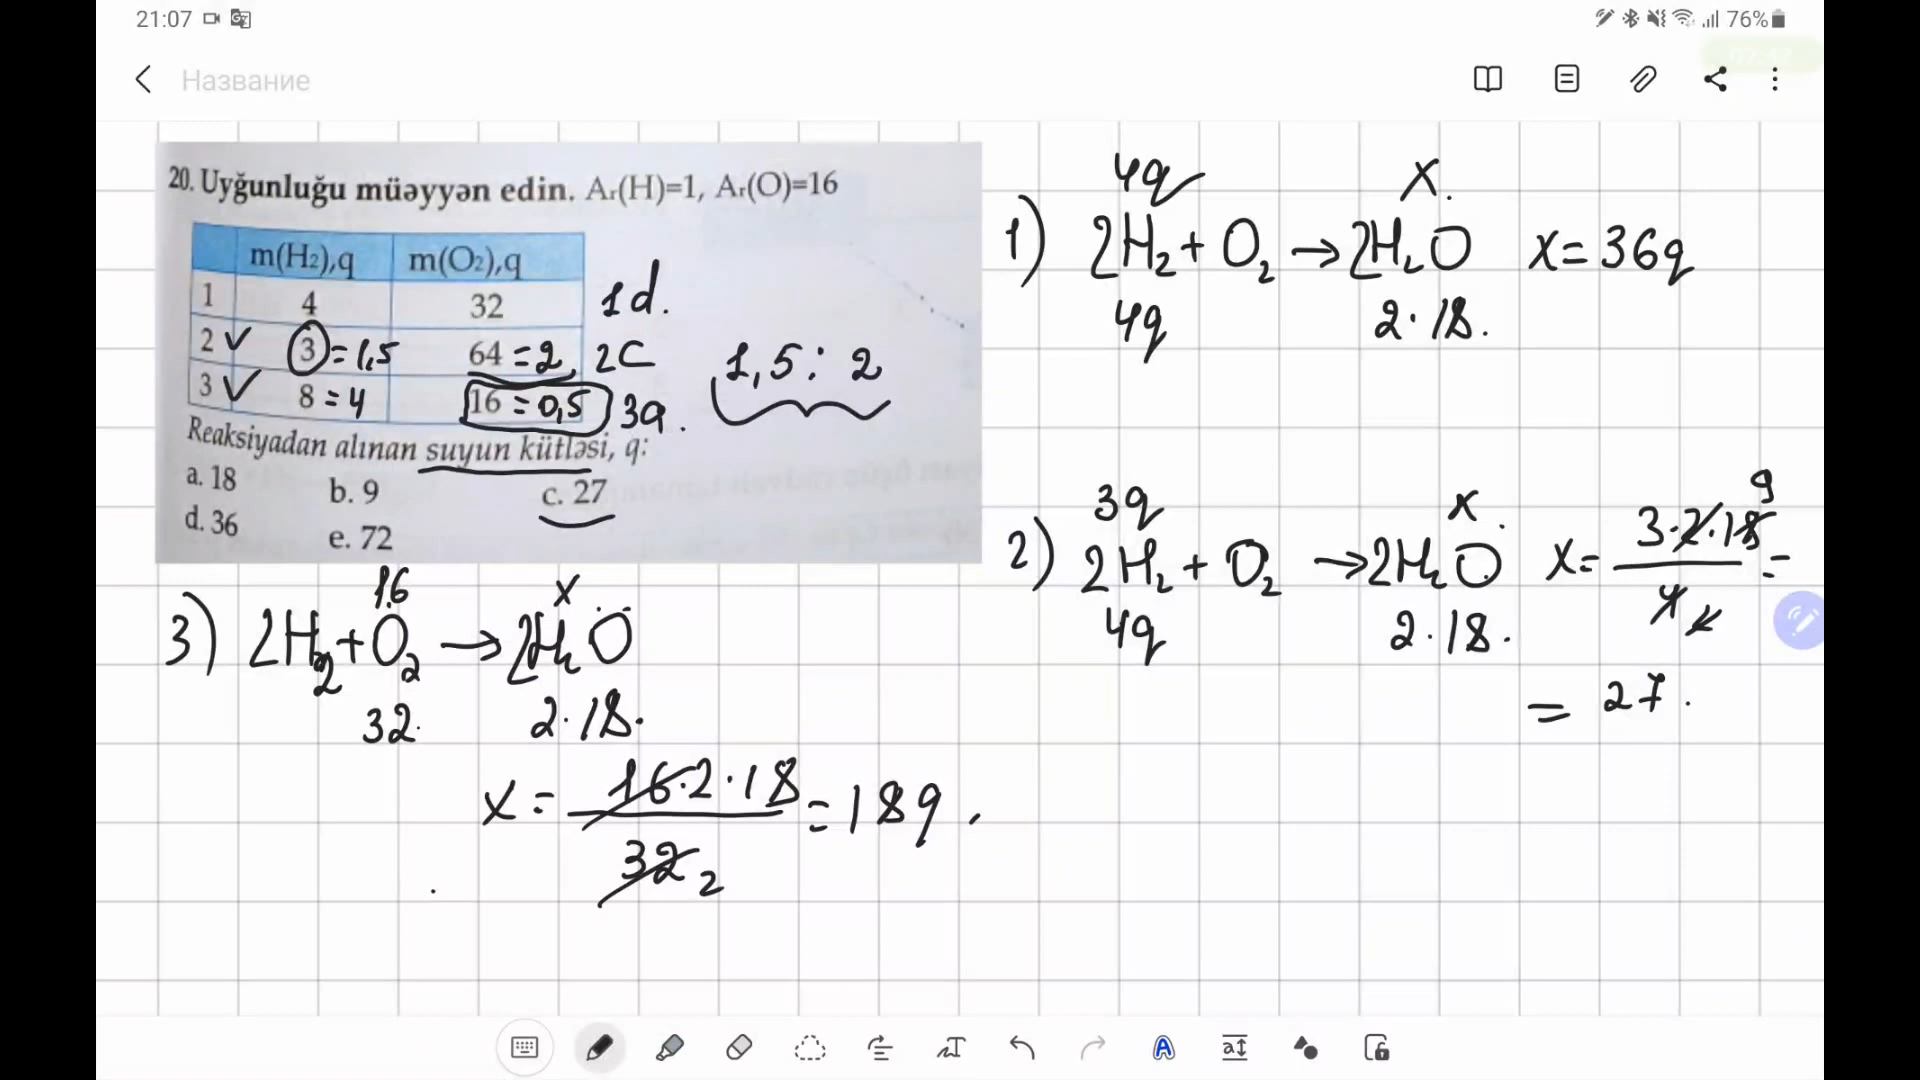 21:07
76%
Название
20. Uyğunluğu müəyyən edin. Ar(H)=1, Ar(O)=16
m(H₂),q m(O₂),q
1 4 32 1d.
2 ✓ 3 = 1,5 64 = 2 2C 1,5 : 2
3 ✓ 8 = 4 16 = 0,5 3a.
Reaksiyadan alınan suyun kütləsi, q:
a. 18 b. 9 c. 27
d. 36 e. 72
4q x.
1) 2H₂ + O₂ → 2H₂O x = 36q
4q 2·18.
3q x 9
2) 2H₂ + O₂ → 2H₂O x = 3·2·18 =
4q 2·18. 4 2
= 27.
16 x
3) 2H₂ + O₂ → 2H₂O
32. 2·18.
x = 16·2·18 = 18q.
32 2